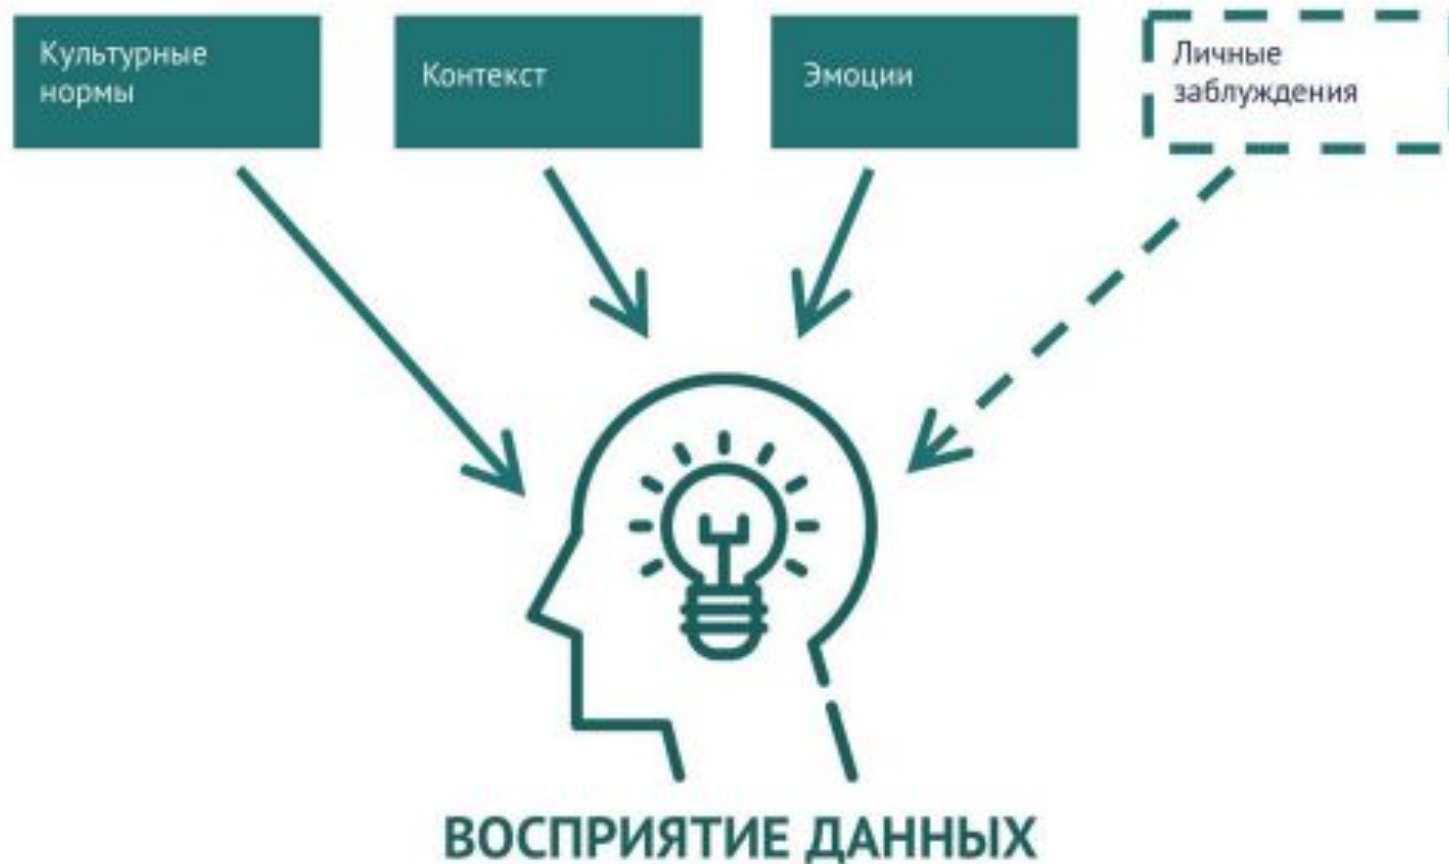 Культурные
нормы
Контекст
Эмоции
Личные
заблуждения
ВОСПРИЯТИЕ ДАННЫХ